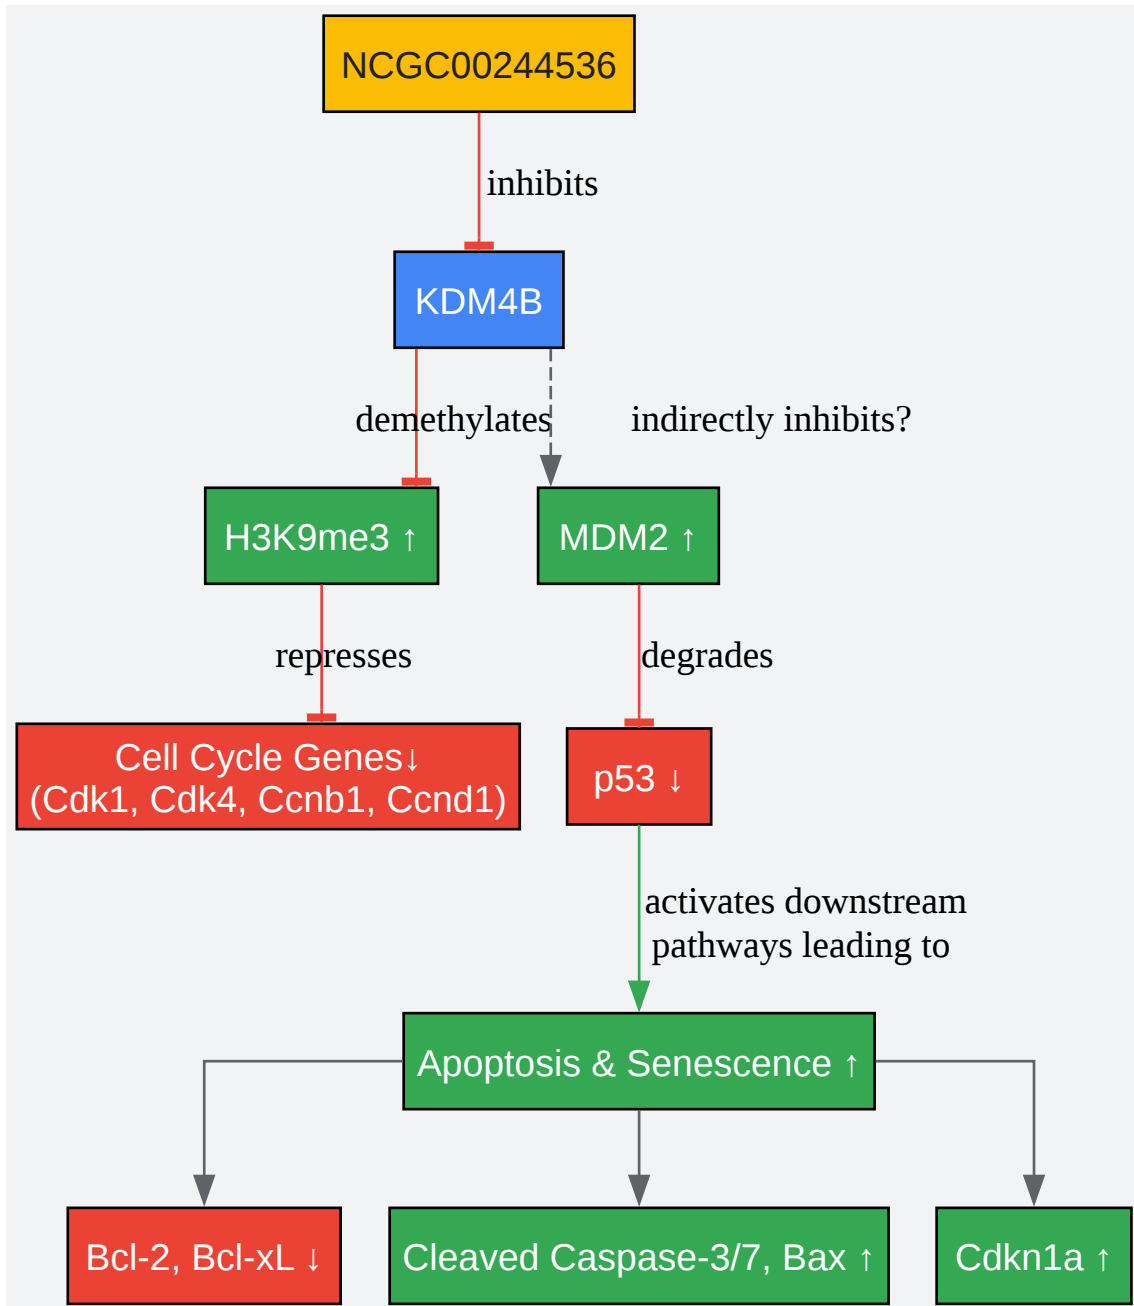 NCGC00244536
inhibits
KDM4B
demethylates
indirectly inhibits?
H3K9me3 ↑
MDM2 ↑
represses
degrades
Cell Cycle Genes↓
(Cdk1, Cdk4, Ccnb1, Ccnd1)
p53 ↓
activates downstream
pathways leading to
Apoptosis & Senescence ↑
Bcl-2, Bcl-xL ↓
Cleaved Caspase-3/7, Bax ↑
Cdkn1a ↑